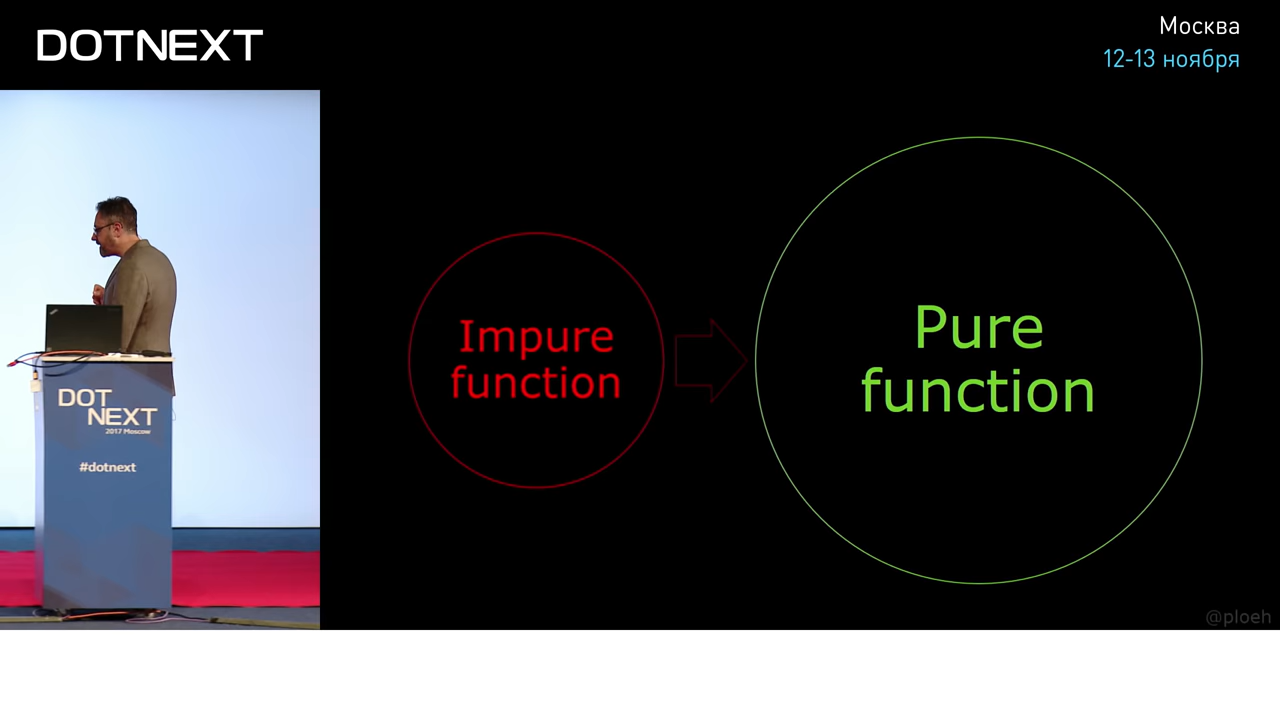 DOTNEXT
Москва
12-13 ноября
Impure
function
Pure
function
DOT
NEXT
2017 Moscow
#dotnext
@ploeh